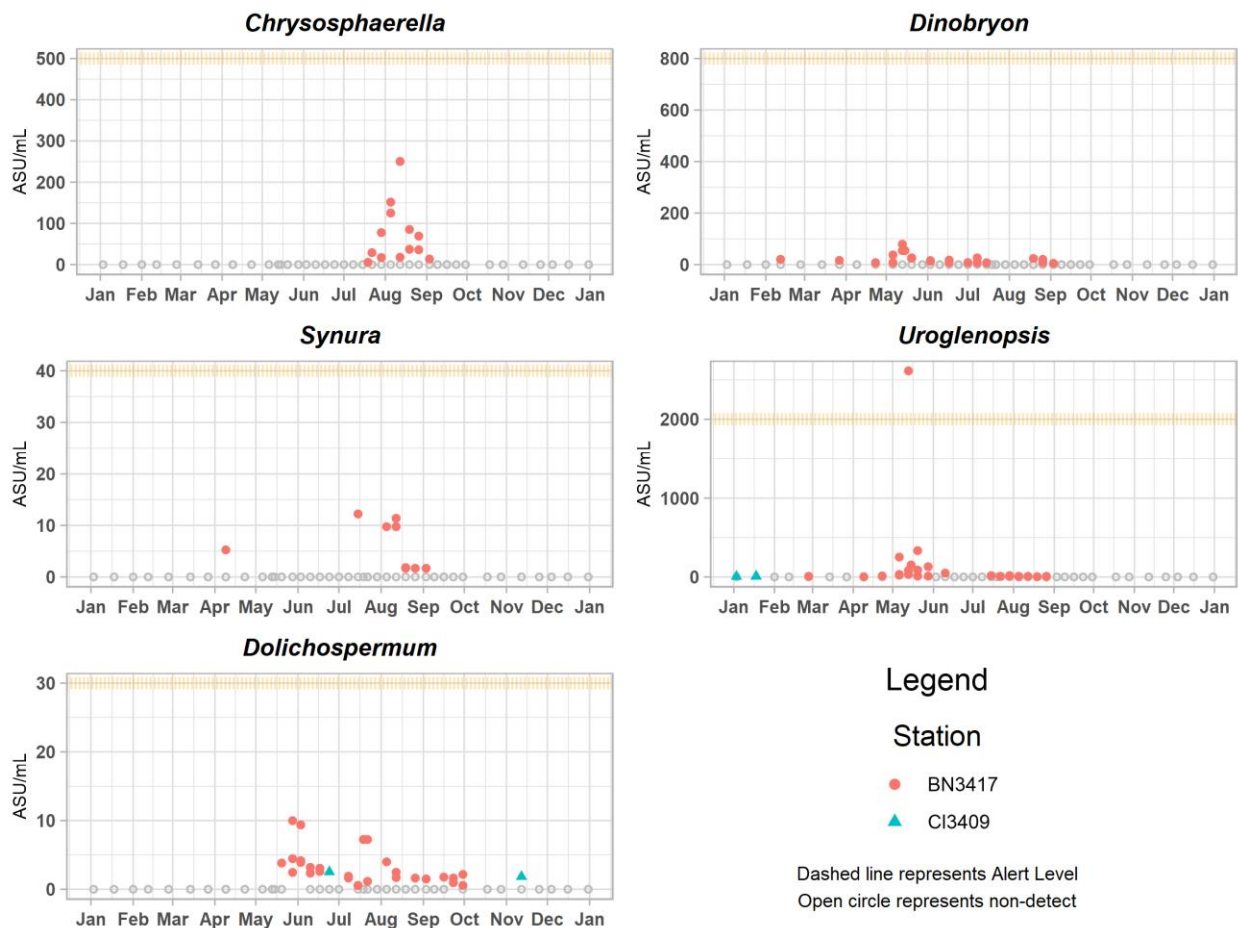 Chrysosphaerella
500
400
300
200
100
0
ASU/mL
Jan Feb Mar Apr May Jun Jul Aug Sep Oct Nov Dec Jan
Dinobryon
800
600
400
200
0
ASU/mL
Jan Feb Mar Apr May Jun Jul Aug Sep Oct Nov Dec Jan
Synura
40
30
20
10
0
ASU/mL
Jan Feb Mar Apr May Jun Jul Aug Sep Oct Nov Dec Jan
Uroglenopsis
2000
1000
0
ASU/mL
Jan Feb Mar Apr May Jun Jul Aug Sep Oct Nov Dec Jan
Dolichospermum
30
20
10
0
ASU/mL
Jan Feb Mar Apr May Jun Jul Aug Sep Oct Nov Dec Jan
Legend
Station
BN3417
CI3409
Dashed line represents Alert Level
Open circle represents non-detect